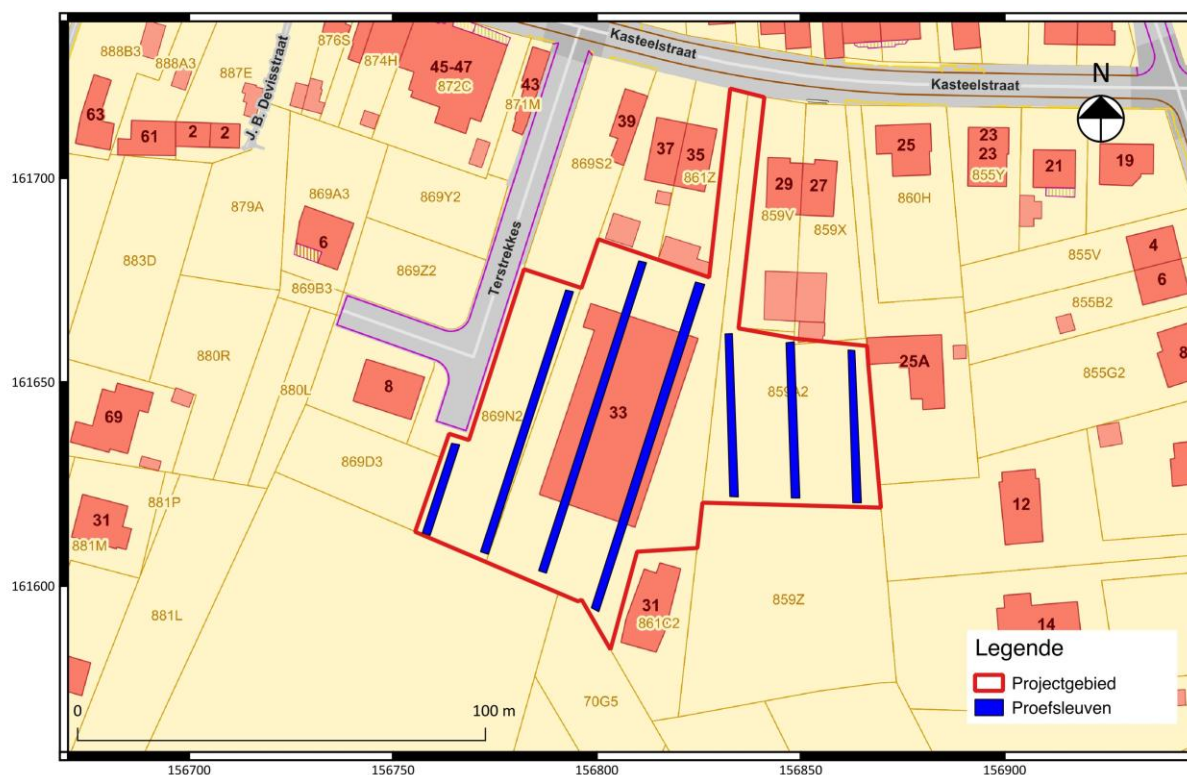 Kasteelstraat
Kasteelstraat
N
J. B. Devisstraat
Terstrekkes
888B3
888A3
887E
876S
874H
45-47
872C
43
871M
63
61
2
2
39
37
35
861Z
869S2
869A3
869Y2
879A
6
883D
869B3
869Z2
29
27
859V
859X
25
860H
23
23
855Y
21
19
855V
4
6
855B2
855G2
8
25A
880R
880L
8
69
869D3
869N2
33
859A2
881P
31
881M
881L
31
861C2
859Z
70G5
12
14
161700
161650
161600
0
100 m
156700
156750
156800
156850
156900
Legende
Projectgebied
Proefsleuven